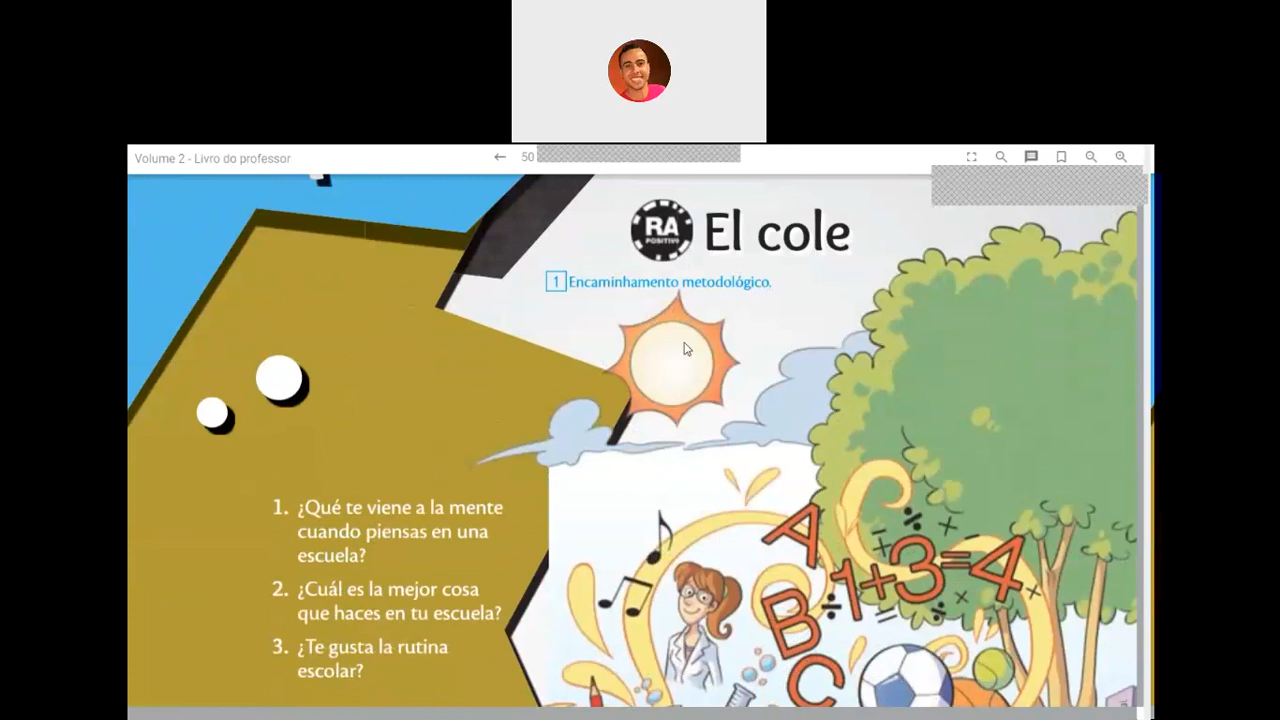 Volume 2 - Livro do professor
50
RA
POSITIVO
El cole
1 Encaminhamento metodológico.
1. ¿Qué te viene a la mente
cuando piensas en una
escuela?
2. ¿Cuál es la mejor cosa
que haces en tu escuela?
3. ¿Te gusta la rutina
escolar?
A
B
C
1+3=4